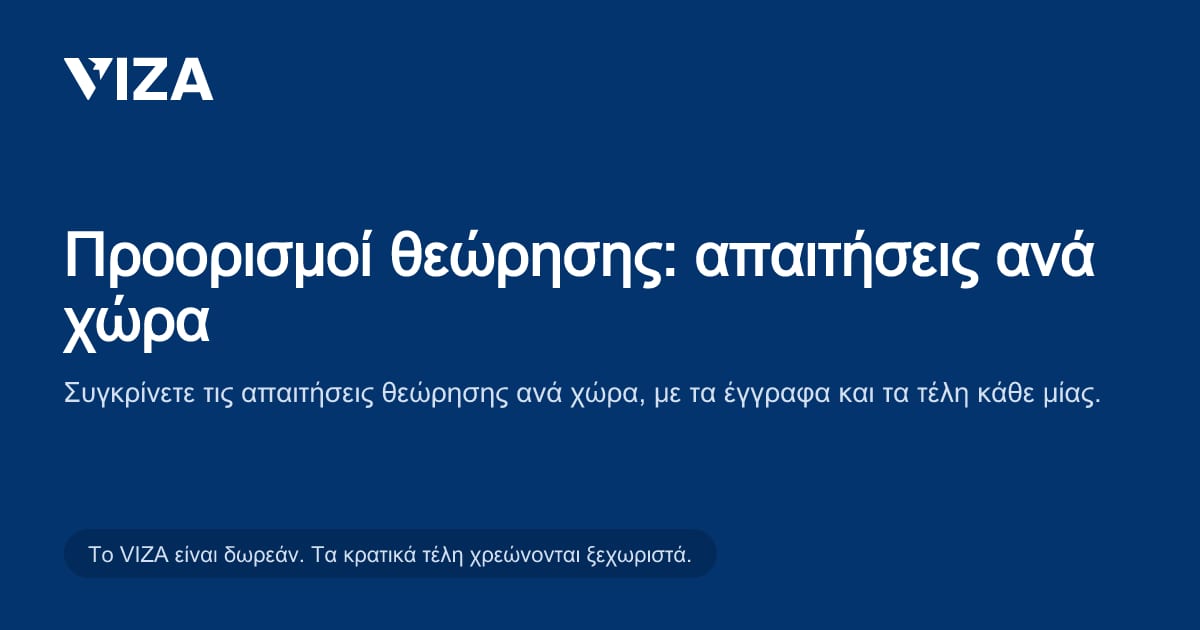 VIZA
Προορισμοί θεώρησης: απαιτήσεις ανά
χώρα
Συγκρίνετε τις απαιτήσεις θεώρησης ανά χώρα, με τα έγγραφα και τα τέλη κάθε μίας.
Το VIZA είναι δωρεάν. Τα κρατικά τέλη χρεώνονται ξεχωριστά.